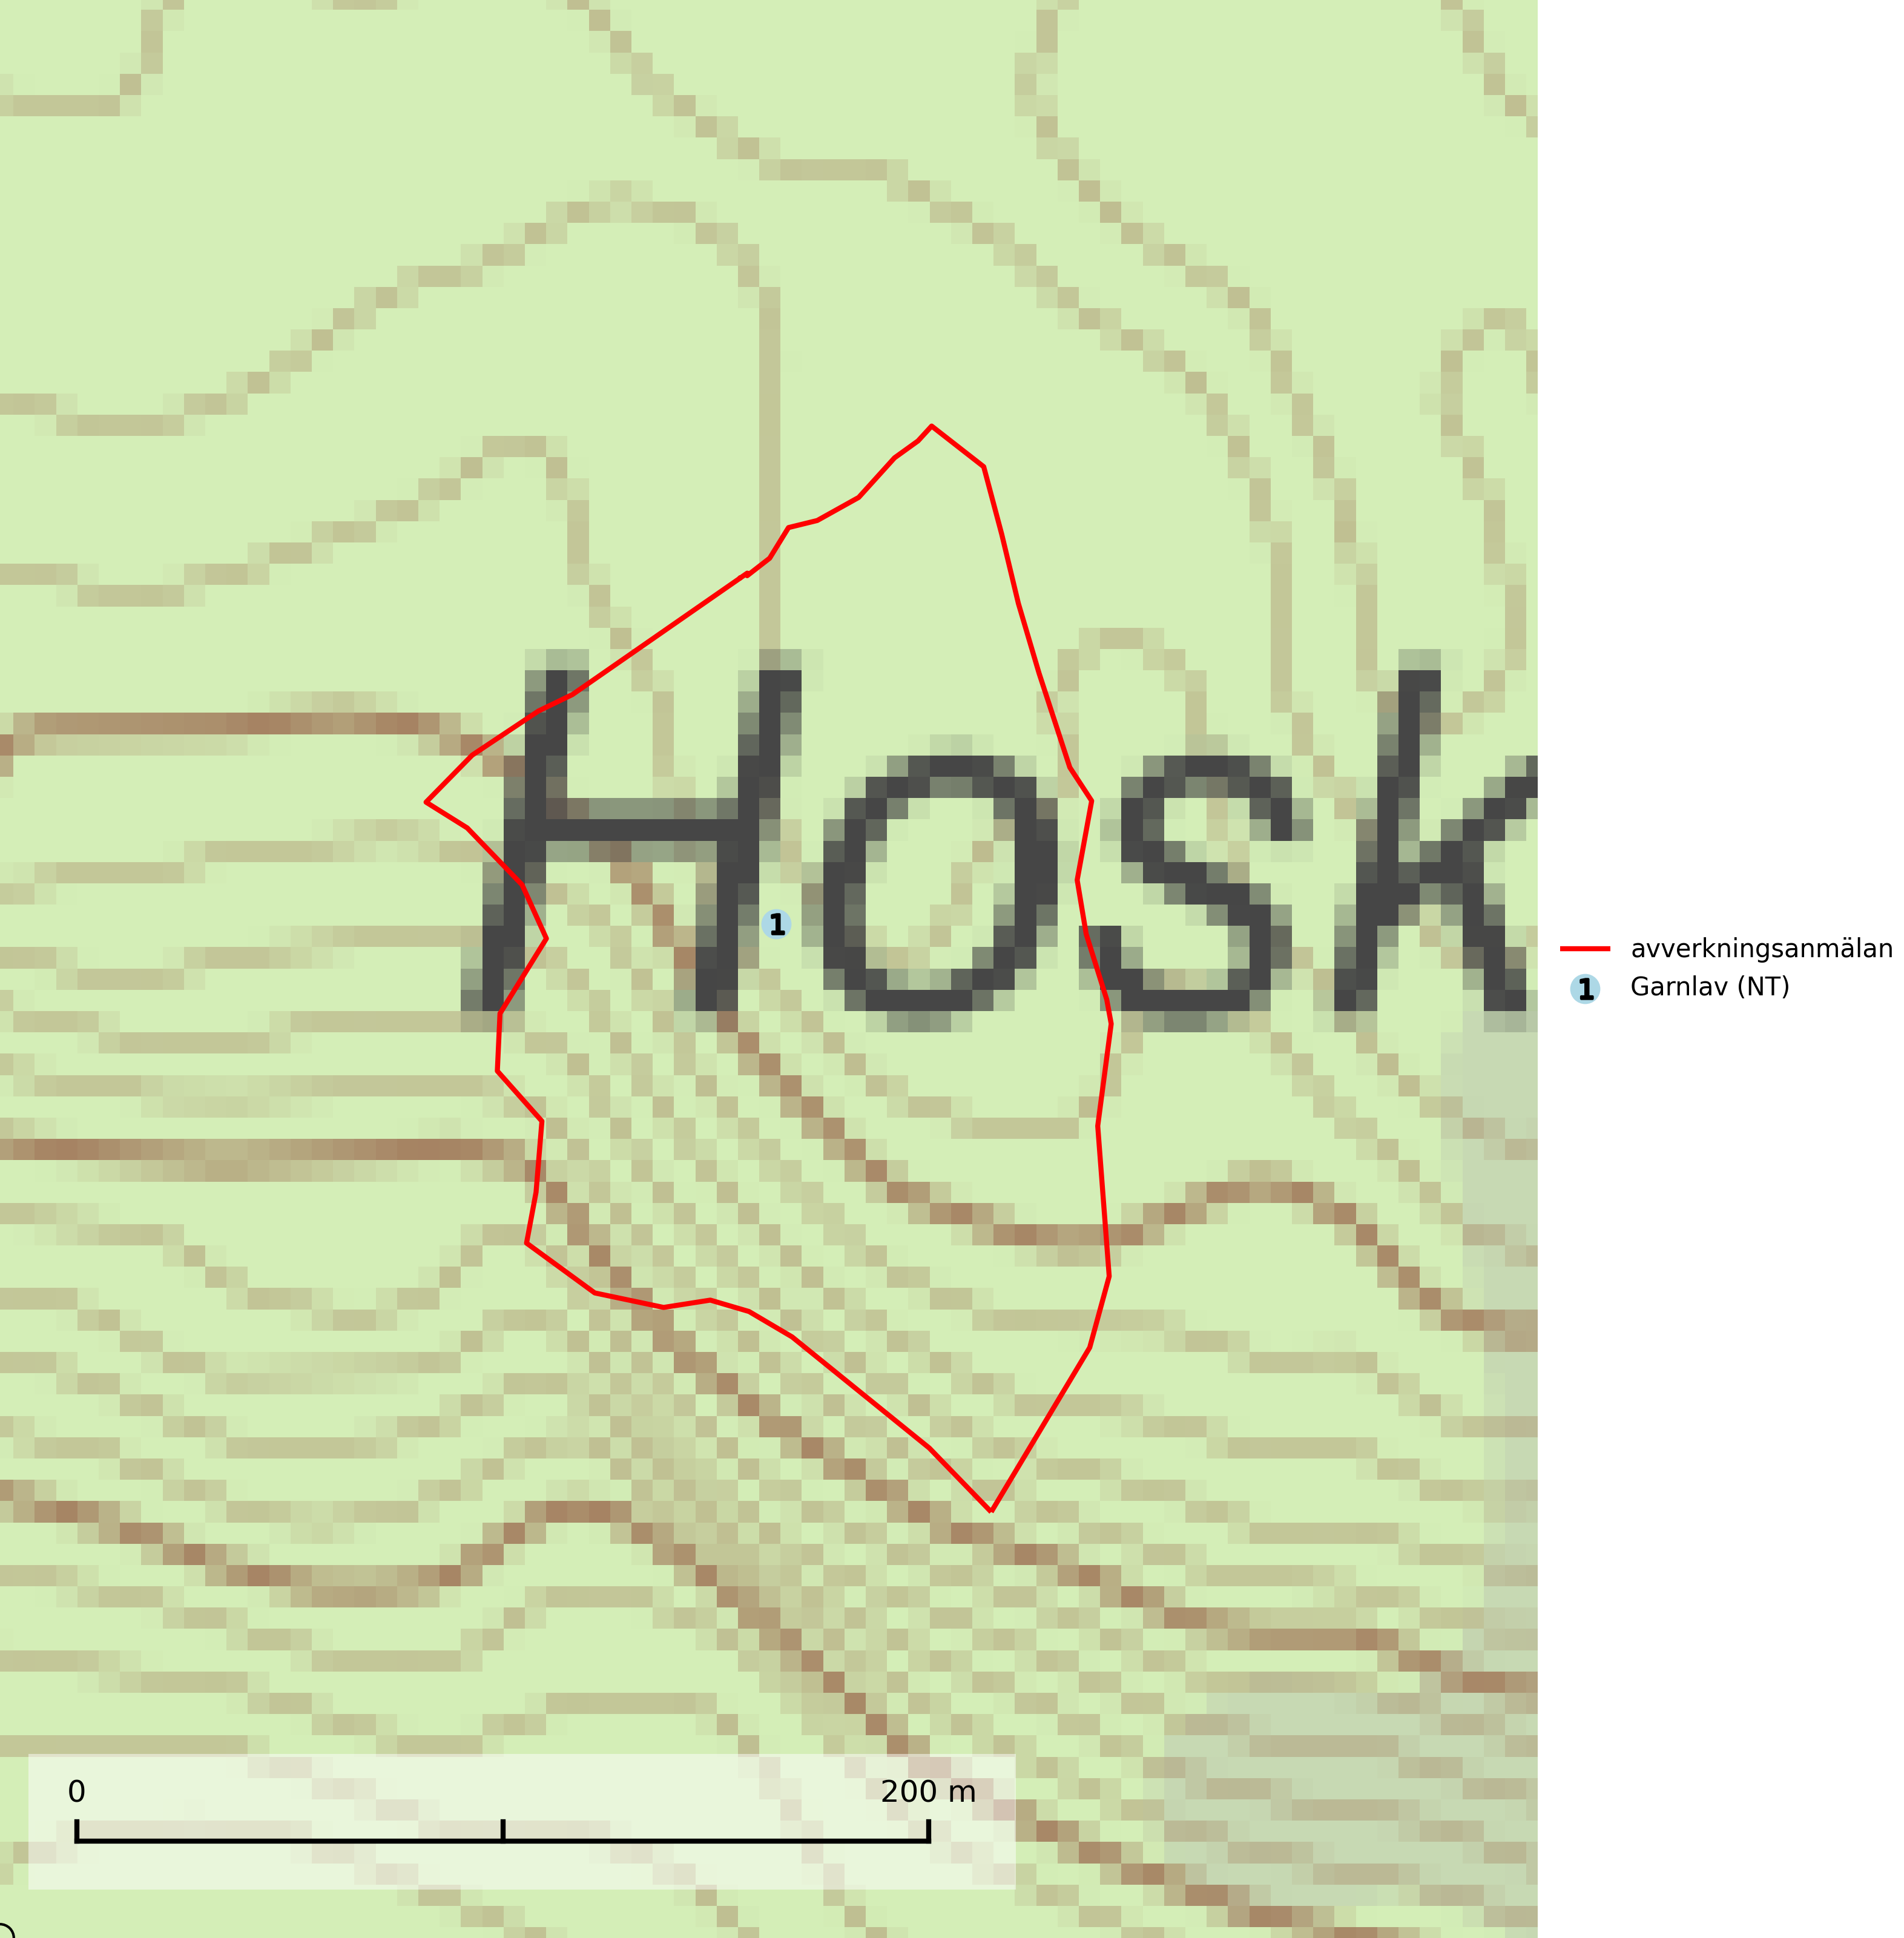 HOSK
1
avverkningsanmälan
1 Garnlav (NT)
0 200 m